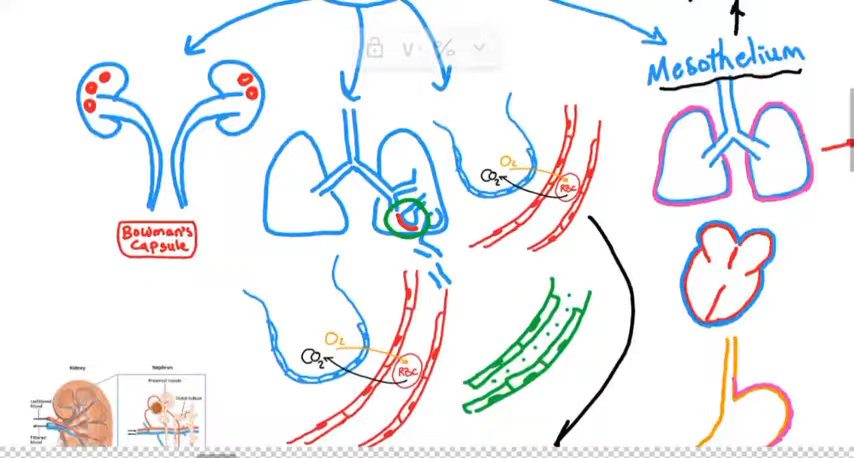 Mesothelium
O₂
CO₂
RBC
Bowman's
Capsule
O₂
CO₂
RBC
Kidney
Nephron